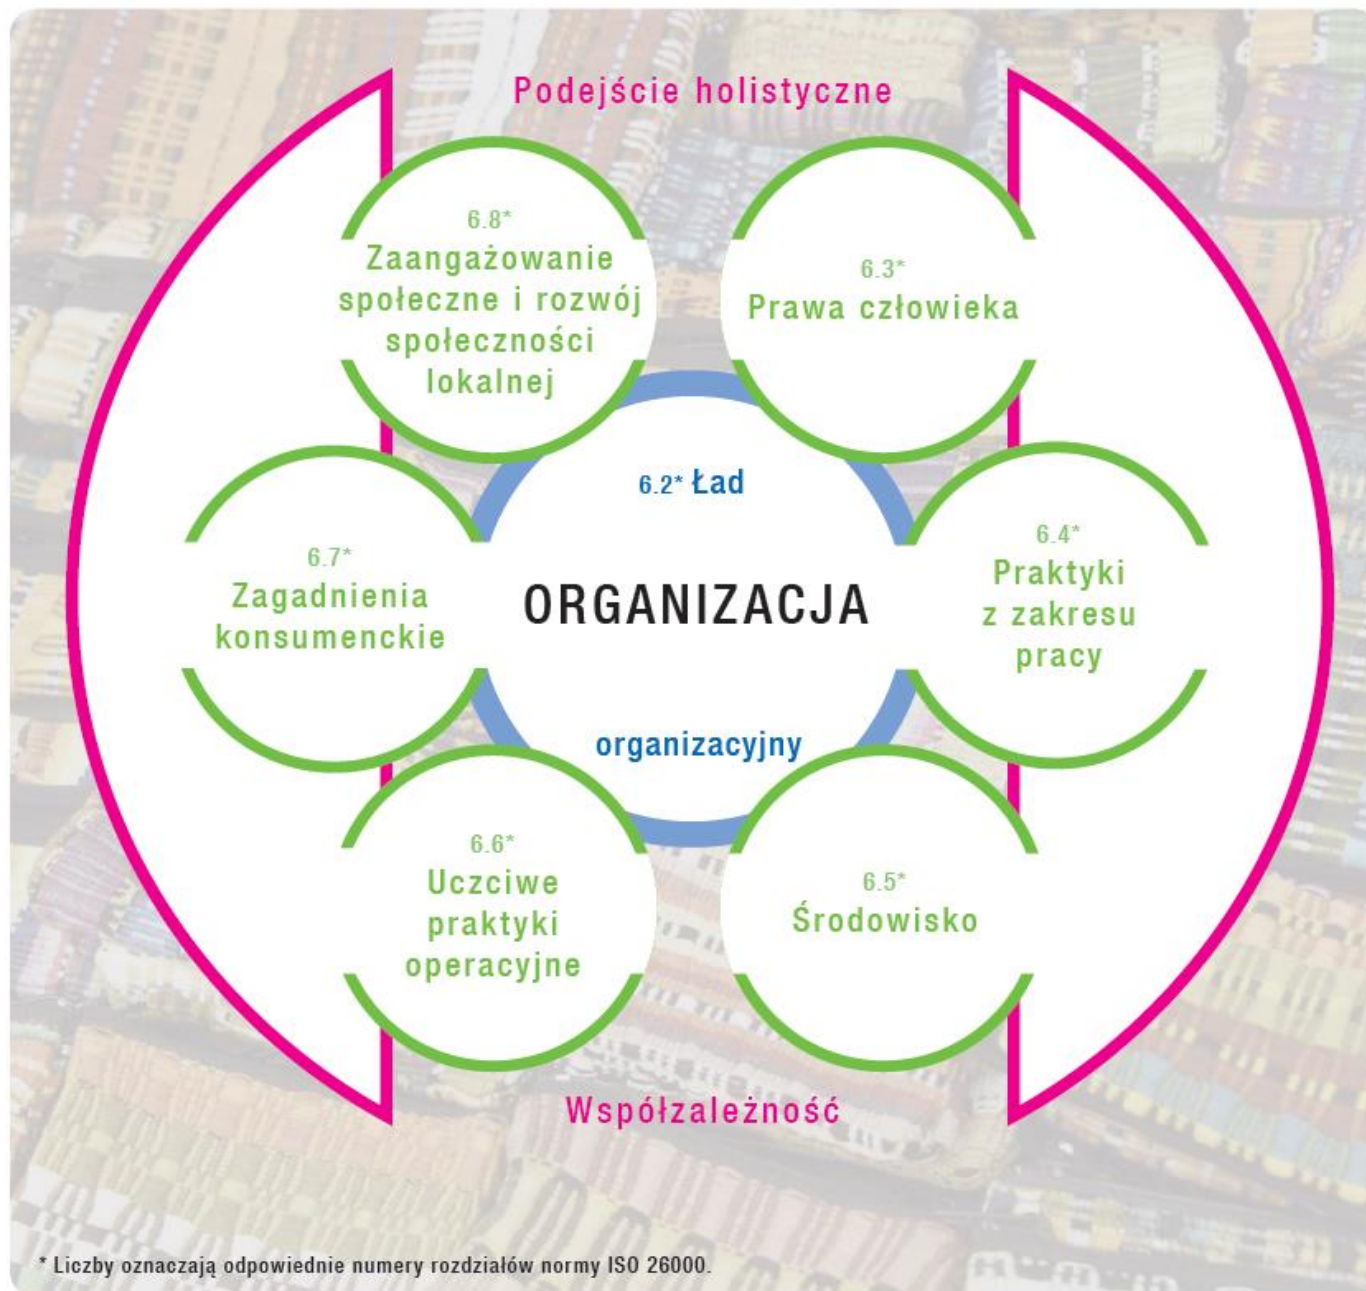 Podejście holistyczne
6.8*
Zaangażowanie
społeczne i rozwój
społeczności
lokalnej
6.3*
Prawa człowieka
6.2* Ład
ORGANIZACJA
organizacyjny
6.7*
Zagadnienia
konsumenckie
6.4*
Praktyki
z zakresu
pracy
6.6*
Uczciwe
praktyki
operacyjne
6.5*
Środowisko
Współzależność
* Liczby oznaczają odpowiednie numery rozdziałów normy ISO 26000.